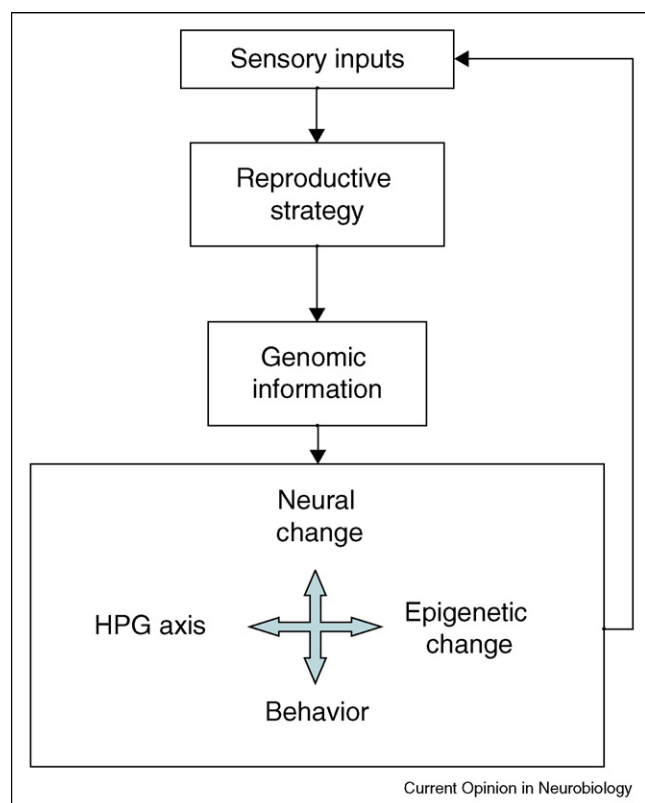 Sensory inputs
Reproductive
strategy
Genomic
information
Neural
change
HPG axis
Epigenetic
change
Behavior
Current Opinion in Neurobiology